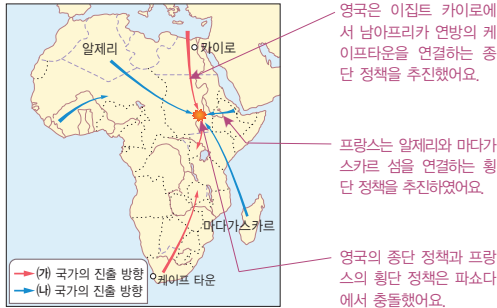 알제리
카이로
마다가스카르
케이프 타운
(가) 국가의 진출 방향
(나) 국가의 진출 방향
영국은 이집트 카이로에
서 남아프리카 연방의 케
이프타운을 연결하는 종
단 정책을 추진했어요.
프랑스는 알제리와 마다가
스카르 섬을 연결하는 횡
단 정책을 추진하였어요.
영국의 종단 정책과 프랑
스의 횡단 정책은 파쇼다
에서 충돌했어요.